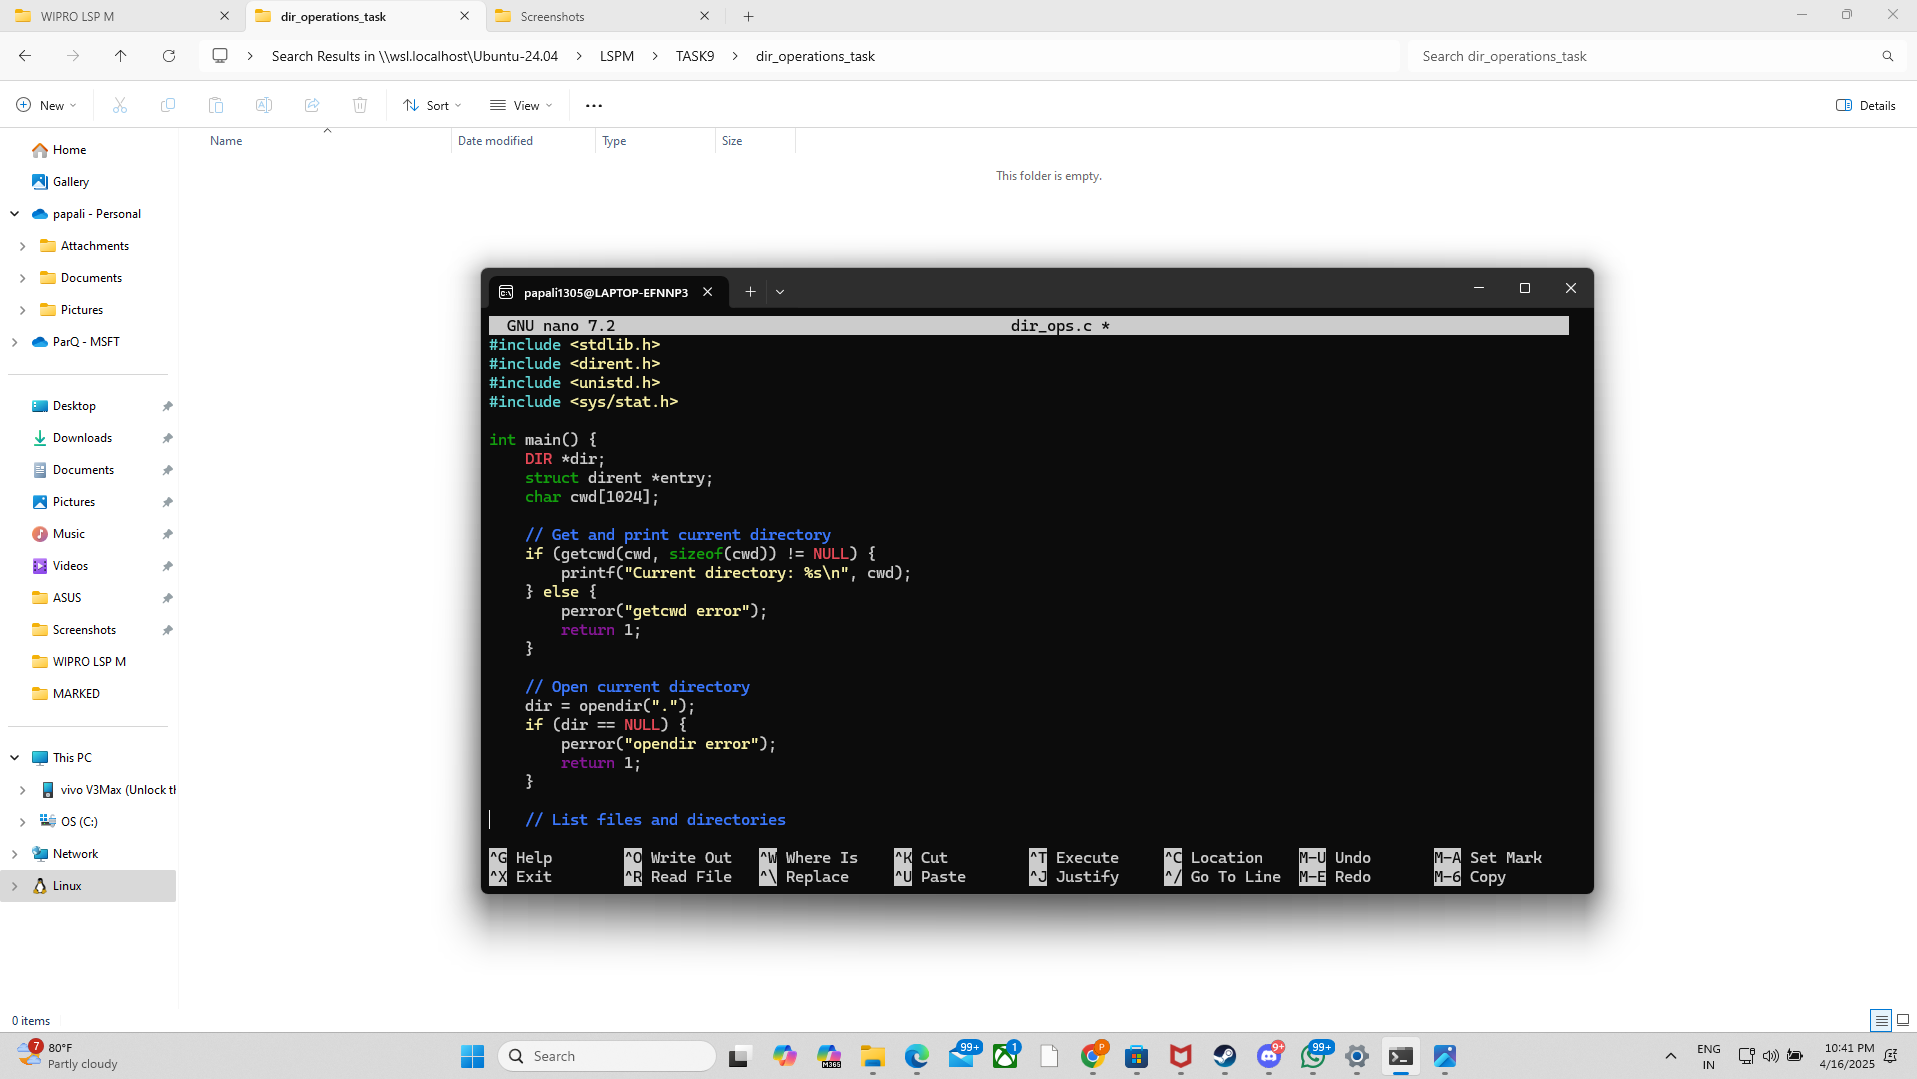 WIPRO LSP M
dir_operations_task
Screenshots
Search Results in \\wsl.localhost\Ubuntu-24.04 > LSPM > TASK9 > dir_operations_task
Search dir_operations_task
New
Sort
View
Details
Name
Date modified
Type
Size
This folder is empty.
Home
Gallery
papali - Personal
Attachments
Documents
Pictures
ParQ - MSFT
Desktop
Downloads
Documents
Pictures
Music
Videos
ASUS
Screenshots
WIPRO LSP M
MARKED
This PC
vivo V3Max (Unlock th
OS (C:)
Network
Linux
0 items
papali1305@LAPTOP-EFNNP3
GNU nano 7.2 dir_ops.c *
#include <stdlib.h>
#include <dirent.h>
#include <unistd.h>
#include <sys/stat.h>
int main() {
DIR *dir;
struct dirent *entry;
char cwd[1024];
// Get and print current directory
if (getcwd(cwd, sizeof(cwd)) != NULL) {
printf("Current directory: %s\n", cwd);
} else {
perror("getcwd error");
return 1;
}
// Open current directory
dir = opendir(".");
if (dir == NULL) {
perror("opendir error");
return 1;
}
// List files and directories
^G Help ^O Write Out ^W Where Is ^K Cut ^T Execute ^C Location M-U Undo M-A Set Mark
^X Exit ^R Read File ^\ Replace ^U Paste ^J Justify ^/ Go To Line M-E Redo M-6 Copy
7
80°F
Partly cloudy
Search
M365
99+
1
P
9+
99+
ENG
IN
10:41 PM
4/16/2025